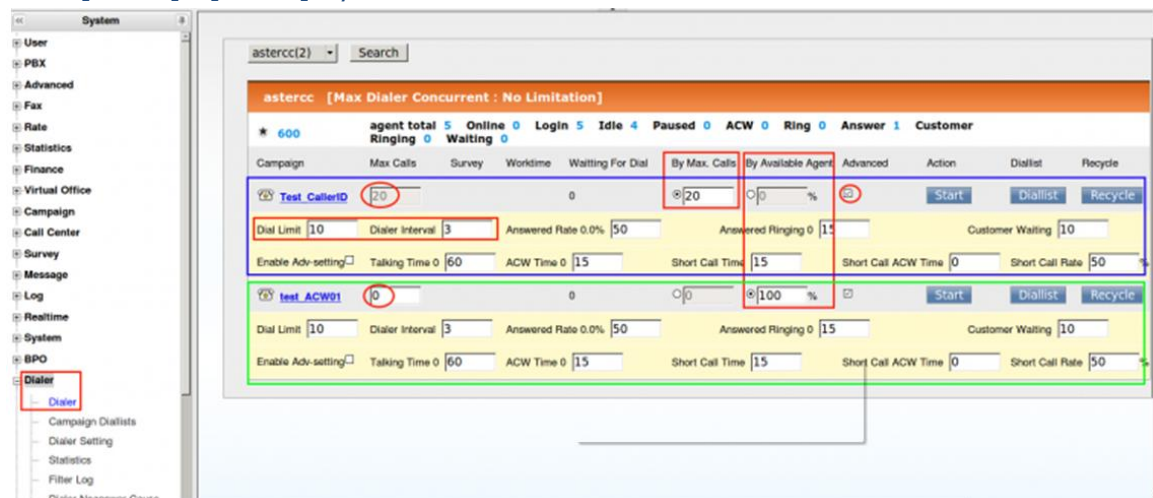 System
User
PBX
Advanced
Fax
Rate
Statistics
Finance
Virtual Office
Campaign
Call Center
Survey
Message
Log
Realtime
System
BPO
Dialer
Dialer
Campaign Diallists
Dialer Setting
Statistics
Filter Log
astercc(2) Search
astercc [Max Dialer Concurrent : No Limitation]
* 600 agent total 5 Online 0 Login 5 Idle 4 Paused 0 ACW 0 Ring 0 Answer 1 Customer
Ringing 0 Waiting 0
Campaign Max Calls Survey Worktime Waitting For Dial By Max. Calls By Available Agent Advanced Action Diallist Recycle
Test_CallerID 20 0 20 0 % Start Diallist Recycle
Dial Limit 10 Dialer Interval 3 Answered Rate 0.0% 50 Answered Ringing 0 15 Customer Waiting 10
Enable Adv-setting Talking Time 0 60 ACW Time 0 15 Short Call Time 15 Short Call ACW Time 0 Short Call Rate 50 %
test_ACW01 0 0 0 100 % Start Diallist Recycle
Dial Limit 10 Dialer Interval 3 Answered Rate 0.0% 50 Answered Ringing 0 15 Customer Waiting 10
Enable Adv-setting Talking Time 0 60 ACW Time 0 15 Short Call Time 15 Short Call ACW Time 0 Short Call Rate 50 %